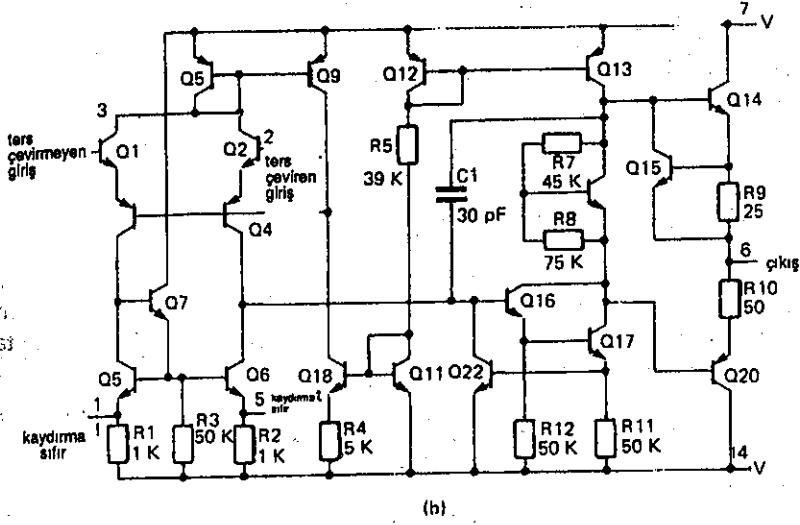 7
V
Q5
Q9
Q12
Q13
Q14
3
2
ters
çevirmeyen
giriş
Q1
Q2
ters
çeviren
giriş
R5
39 K
C1
30 pF
R7
45 K
Q15
R9
25
R8
75 K
6
çıkış
Q4
Q7
R10
50
Q16
Q17
Q5
Q6
Q18
Q11
Q22
Q20
1
5
kaydırma
sıfır
kaydırma
sıfır
R1
1 K
R3
50 K
R2
1 K
R4
5 K
R12
50 K
R11
50 K
14
V
(b)